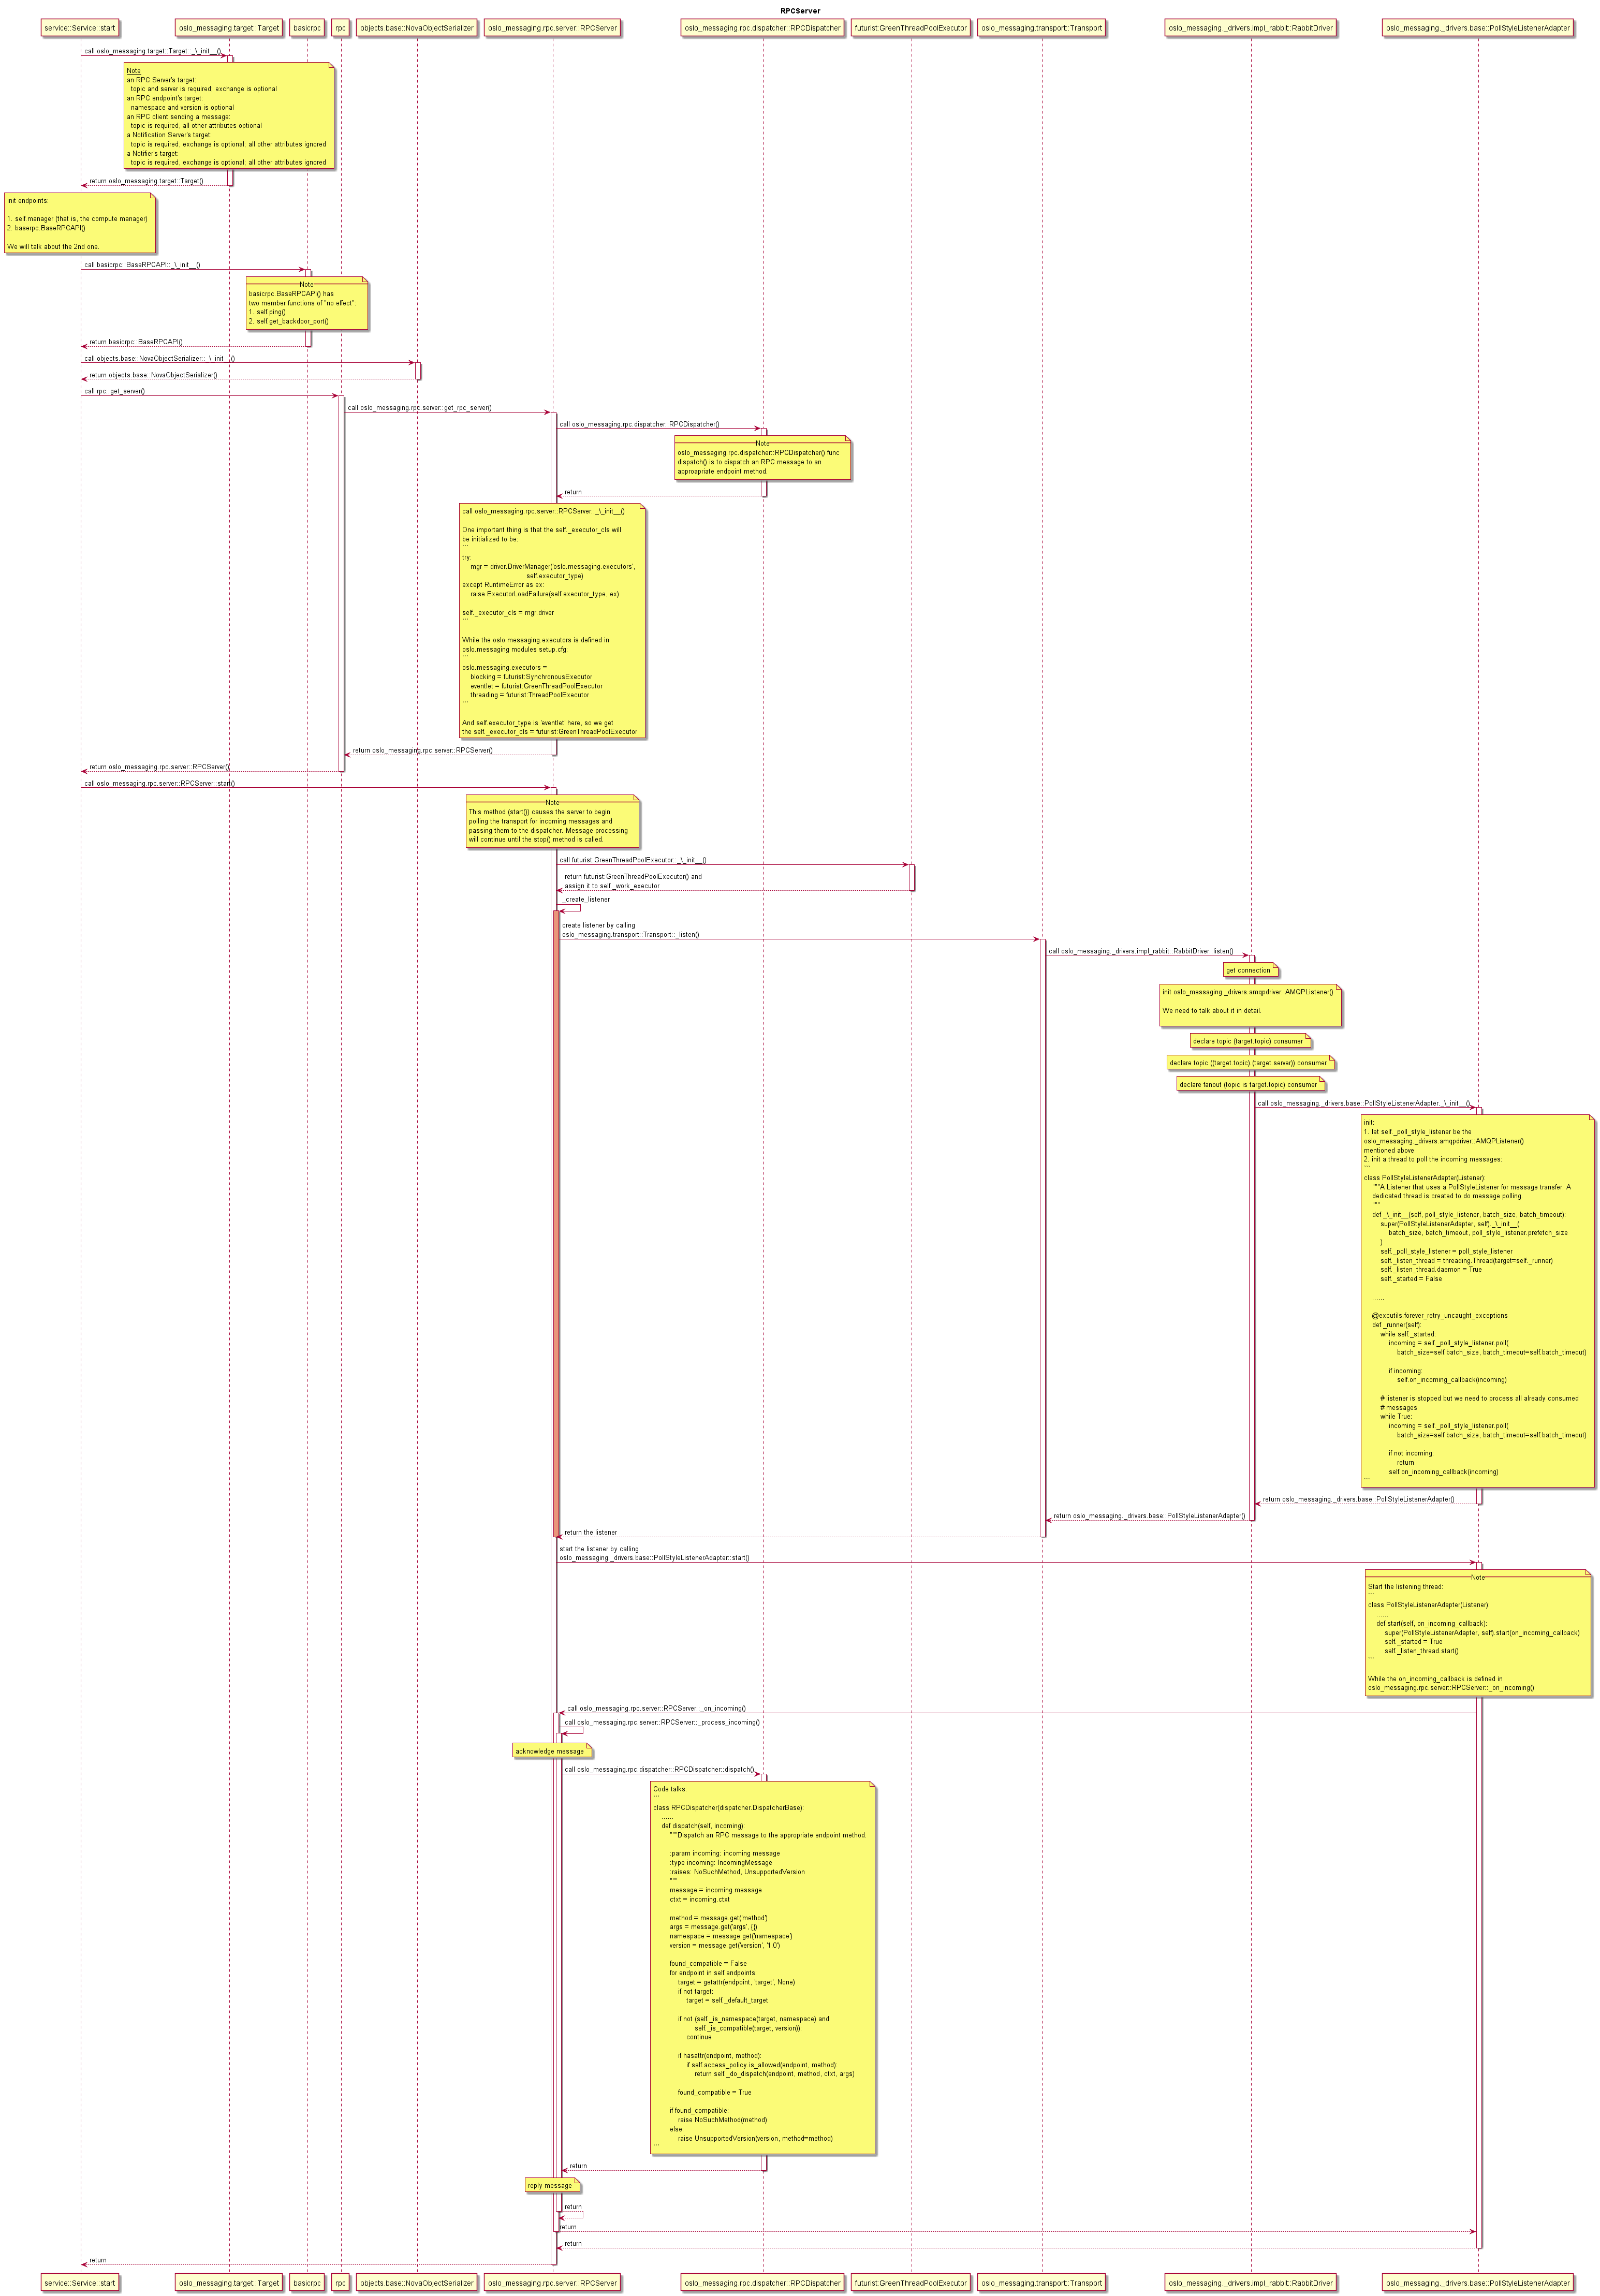 RPCServer
service::Service::start
oslo_messaging.target::Target
basicrpc
rpc
objects.base::NovaObjectSerializer
oslo_messaging.rpc.server::RPCServer
oslo_messaging.rpc.dispatcher::RPCDispatcher
futurist:GreenThreadPoolExecutor
oslo_messaging.transport::Transport
oslo_messaging._drivers.impl_rabbit::RabbitDriver
oslo_messaging._drivers.base::PollStyleListenerAdapter
call oslo_messaging.target::Target::_\_init__()
Note
an RPC Server's target:
topic and server is required; exchange is optional
an RPC endpoint's target:
namespace and version is optional
an RPC client sending a message:
topic is required, all other attributes optional
a Notification Server's target:
topic is required, exchange is optional; all other attributes ignored
a Notifier's target:
topic is required, exchange is optional; all other attributes ignored
return oslo_messaging.target::Target()
init endpoints:
1. self.manager (that is, the compute manager)
2. baserpc.BaseRPCAPI()
We will talk about the 2nd one.
call basicrpc::BaseRPCAPI::_\_init__()
Note
basicrpc.BaseRPCAPI() has
two member functions of "no effect":
1. self.ping()
2. self.get_backdoor_port()
return basicrpc::BaseRPCAPI()
call objects.base::NovaObjectSerializer::_\_init__()
return objects.base::NovaObjectSerializer()
call rpc::get_server()
call oslo_messaging.rpc.server::get_rpc_server()
call oslo_messaging.rpc.dispatcher::RPCDispatcher()
Note
oslo_messaging.rpc.dispatcher::RPCDispatcher() func
dispatch() is to dispatch an RPC message to an
approapriate endpoint method.
return
call oslo_messaging.rpc.server::RPCServer::_\_init__()
One important thing is that the self._executor_cls will
be initialized to be:
```
try:
mgr = driver.DriverManager('oslo.messaging.executors',
self.executor_type)
except RuntimeError as ex:
raise ExecutorLoadFailure(self.executor_type, ex)
self._executor_cls = mgr.driver
```
While the oslo.messaging.executors is defined in
oslo.messaging modules setup.cfg:
```
oslo.messaging.executors =
blocking = futurist:SynchronousExecutor
eventlet = futurist:GreenThreadPoolExecutor
threading = futurist:ThreadPoolExecutor
```
And self.executor_type is 'eventlet' here, so we get
the self._executor_cls = futurist:GreenThreadPoolExecutor
return oslo_messaging.rpc.server::RPCServer()
return oslo_messaging.rpc.server::RPCServer()
call oslo_messaging.rpc.server::RPCServer::start()
Note
This method (start()) causes the server to begin
polling the transport for incoming messages and
passing them to the dispatcher. Message processing
will continue until the stop() method is called.
call futurist:GreenThreadPoolExecutor::_\_init__()
return futurist:GreenThreadPoolExecutor() and
assign it to self._work_executor
_create_listener
create listener by calling
oslo_messaging.transport::Transport::_listen()
call oslo_messaging._drivers.impl_rabbit::RabbitDriver::listen()
get connection
init oslo_messaging._drivers.amqpdriver::AMQPListener()
We need to talk about it in detail.
declare topic (target.topic) consumer
declare topic ((target.topic).(target.server)) consumer
declare fanout (topic is target.topic) consumer
call oslo_messaging._drivers.base::PollStyleListenerAdapter._\_init__()
init:
1. let self._poll_style_listener be the
oslo_messaging._drivers.amqpdriver::AMQPListener()
mentioned above
2. init a thread to poll the incoming messages:
```
class PollStyleListenerAdapter(Listener):
"""A Listener that uses a PollStyleListener for message transfer. A
dedicated thread is created to do message polling.
"""
def _\_init__(self, poll_style_listener, batch_size, batch_timeout):
super(PollStyleListenerAdapter, self)._\_init__(
batch_size, batch_timeout, poll_style_listener.prefetch_size
)
self._poll_style_listener = poll_style_listener
self._listen_thread = threading.Thread(target=self._runner)
self._listen_thread.daemon = True
self._started = False
......
@excutils.forever_retry_uncaught_exceptions
def _runner(self):
while self._started:
incoming = self._poll_style_listener.poll(
batch_size=self.batch_size, batch_timeout=self.batch_timeout)
if incoming:
self.on_incoming_callback(incoming)
# listener is stopped but we need to process all already consumed
# messages
while True:
incoming = self._poll_style_listener.poll(
batch_size=self.batch_size, batch_timeout=self.batch_timeout)
if not incoming:
return
self.on_incoming_callback(incoming)
```
return oslo_messaging._drivers.base::PollStyleListenerAdapter()
return oslo_messaging._drivers.base::PollStyleListenerAdapter()
return the listener
start the listener by calling
oslo_messaging._drivers.base::PollStyleListenerAdapter::start()
Note
Start the listening thread:
```
class PollStyleListenerAdapter(Listener):
......
def start(self, on_incoming_callback):
super(PollStyleListenerAdapter, self).start(on_incoming_callback)
self._started = True
self._listen_thread.start()
```
While the on_incoming_callback is defined in
oslo_messaging.rpc.server::RPCServer::_on_incoming()
call oslo_messaging.rpc.server::RPCServer::_on_incoming()
call oslo_messaging.rpc.server::RPCServer::_process_incoming()
acknowledge message
call oslo_messaging.rpc.dispatcher::RPCDispatcher::dispatch()
Code talks:
```
class RPCDispatcher(dispatcher.DispatcherBase):
......
def dispatch(self, incoming):
"""Dispatch an RPC message to the appropriate endpoint method.
:param incoming: incoming message
:type incoming: IncomingMessage
:raises: NoSuchMethod, UnsupportedVersion
"""
message = incoming.message
ctxt = incoming.ctxt
method = message.get('method')
args = message.get('args', {})
namespace = message.get('namespace')
version = message.get('version', '1.0')
found_compatible = False
for endpoint in self.endpoints:
target = getattr(endpoint, 'target', None)
if not target:
target = self._default_target
if not (self._is_namespace(target, namespace) and
self._is_compatible(target, version)):
continue
if hasattr(endpoint, method):
if self.access_policy.is_allowed(endpoint, method):
return self._do_dispatch(endpoint, method, ctxt, args)
found_compatible = True
if found_compatible:
raise NoSuchMethod(method)
else:
raise UnsupportedVersion(version, method=method)
```
return
reply message
return
return
return
return
service::Service::start
oslo_messaging.target::Target
basicrpc
rpc
objects.base::NovaObjectSerializer
oslo_messaging.rpc.server::RPCServer
oslo_messaging.rpc.dispatcher::RPCDispatcher
futurist:GreenThreadPoolExecutor
oslo_messaging.transport::Transport
oslo_messaging._drivers.impl_rabbit::RabbitDriver
oslo_messaging._drivers.base::PollStyleListenerAdapter